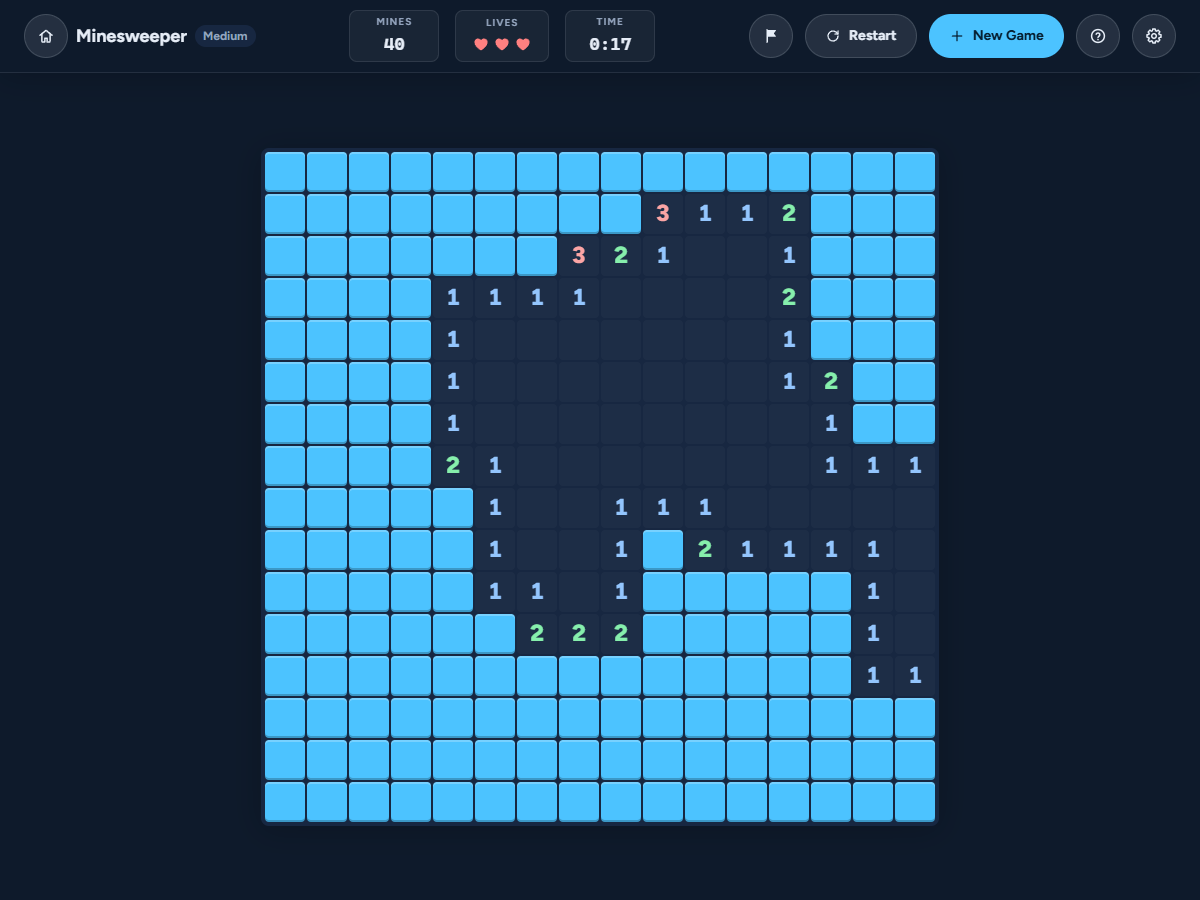 Minesweeper Medium
MINES
40
LIVES
TIME
0:17
Restart
New Game
3 1 1 2
3 2 1 1
1 1 1 1 2
1 1
1 1 2
1 1
2 1 1 1 1
1 1 1 1
1 1 2 1 1 1 1
1 1 1 1
2 2 2 1
1 1